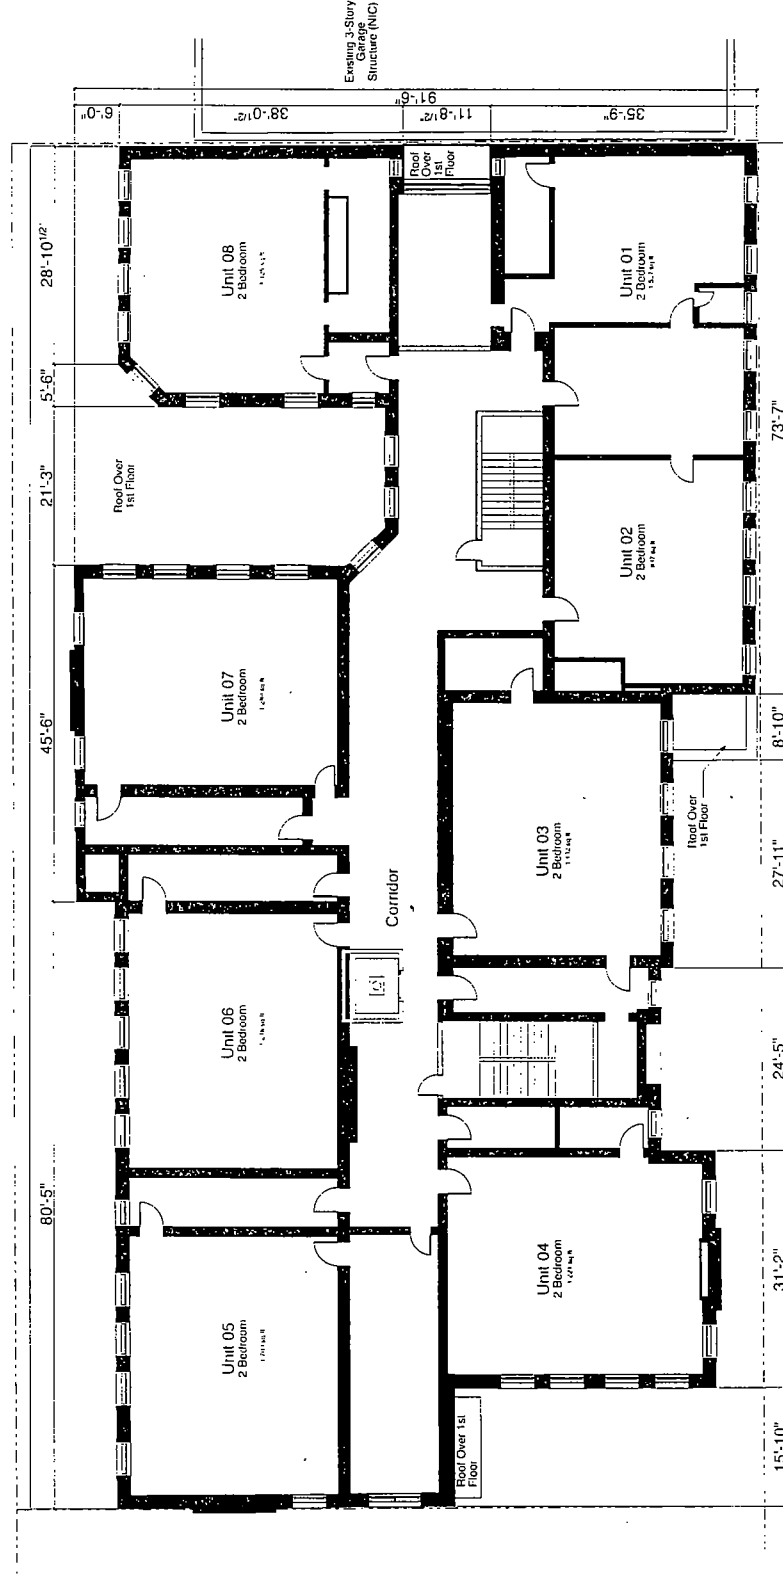 Existing 3-Story
Garage
Structure (NIC)
91'-6"
6'-0"
38'-0 1/2"
11'-8 1/2"
35'-9"
28'-10 1/2"
5'-6"
21'-3"
45'-6"
80'-5"
Roof
Over
1st
Floor
Unit 08
2 Bedroom
Unit 01
2 Bedroom
73'-7"
Roof Over
1st Floor
Unit 02
2 Bedroom
Unit 07
2 Bedroom
8'-10"
Roof Over
1st Floor
Unit 03
2 Bedroom
27'-11"
Corridor
Unit 06
2 Bedroom
24'-5"
Unit 04
2 Bedroom
31'-2"
Unit 05
2 Bedroom
Roof Over 1st
Floor
15'-10"